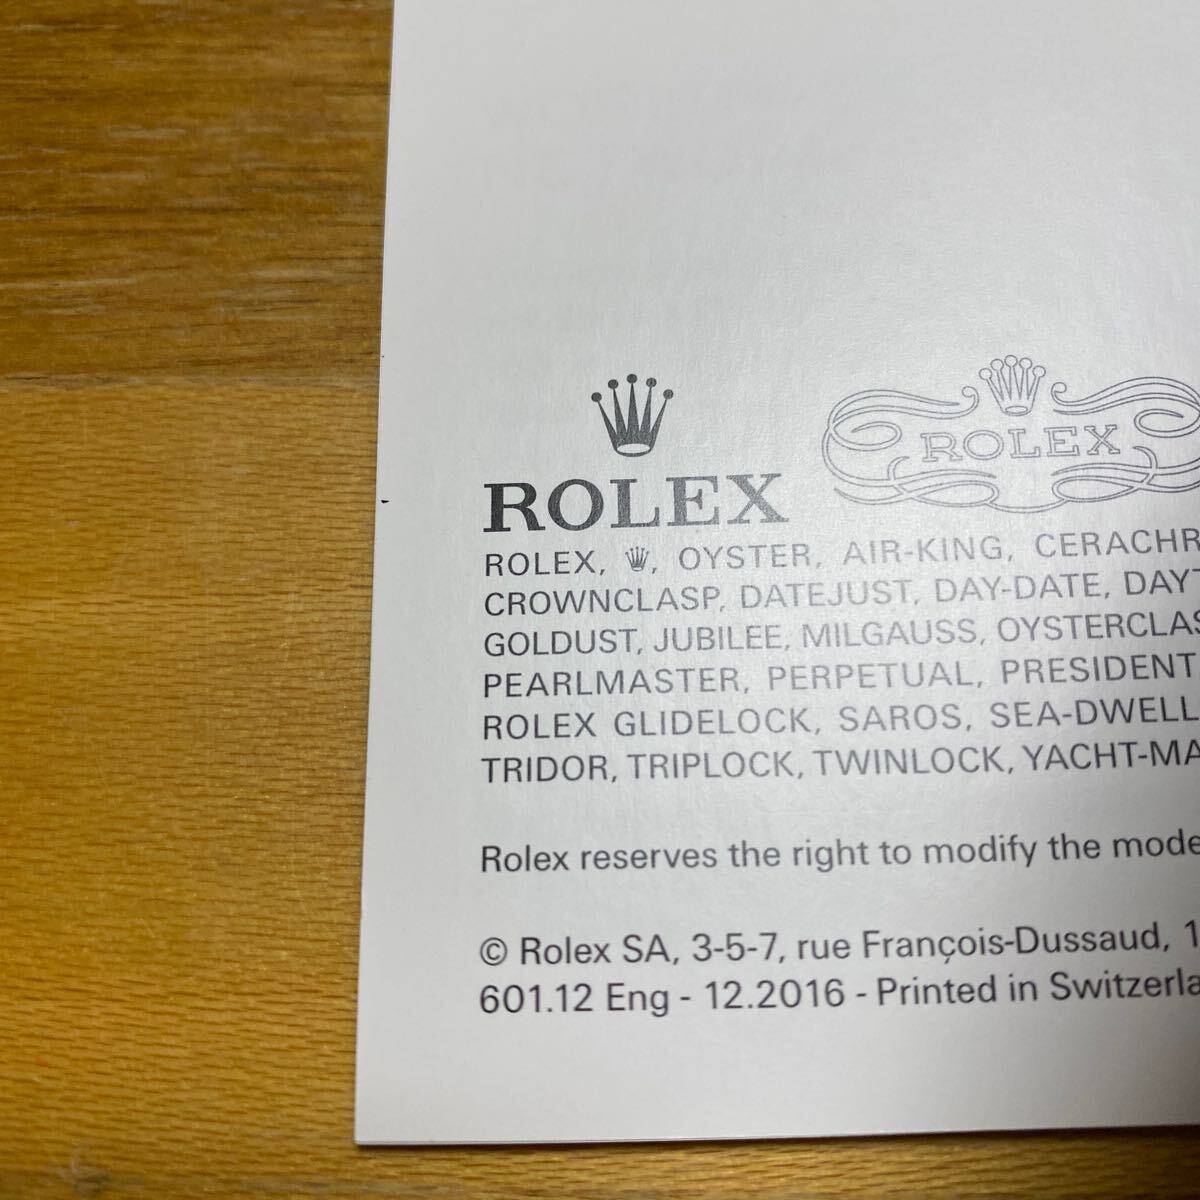 ROLEX
ROLEX
ROLEX, , OYSTER, AIR-KING, CERACHR
CROWNCLASP, DATEJUST, DAY-DATE, DAYT
GOLDUST, JUBILEE, MILGAUSS, OYSTERCLAS
PEARLMASTER, PERPETUAL, PRESIDENT
ROLEX GLIDELOCK, SAROS, SEA-DWELL
TRIDOR, TRIPLOCK, TWINLOCK, YACHT-MA
Rolex reserves the right to modify the mode
© Rolex SA, 3-5-7, rue François-Dussaud, 1
601.12 Eng - 12.2016 - Printed in Switzerla